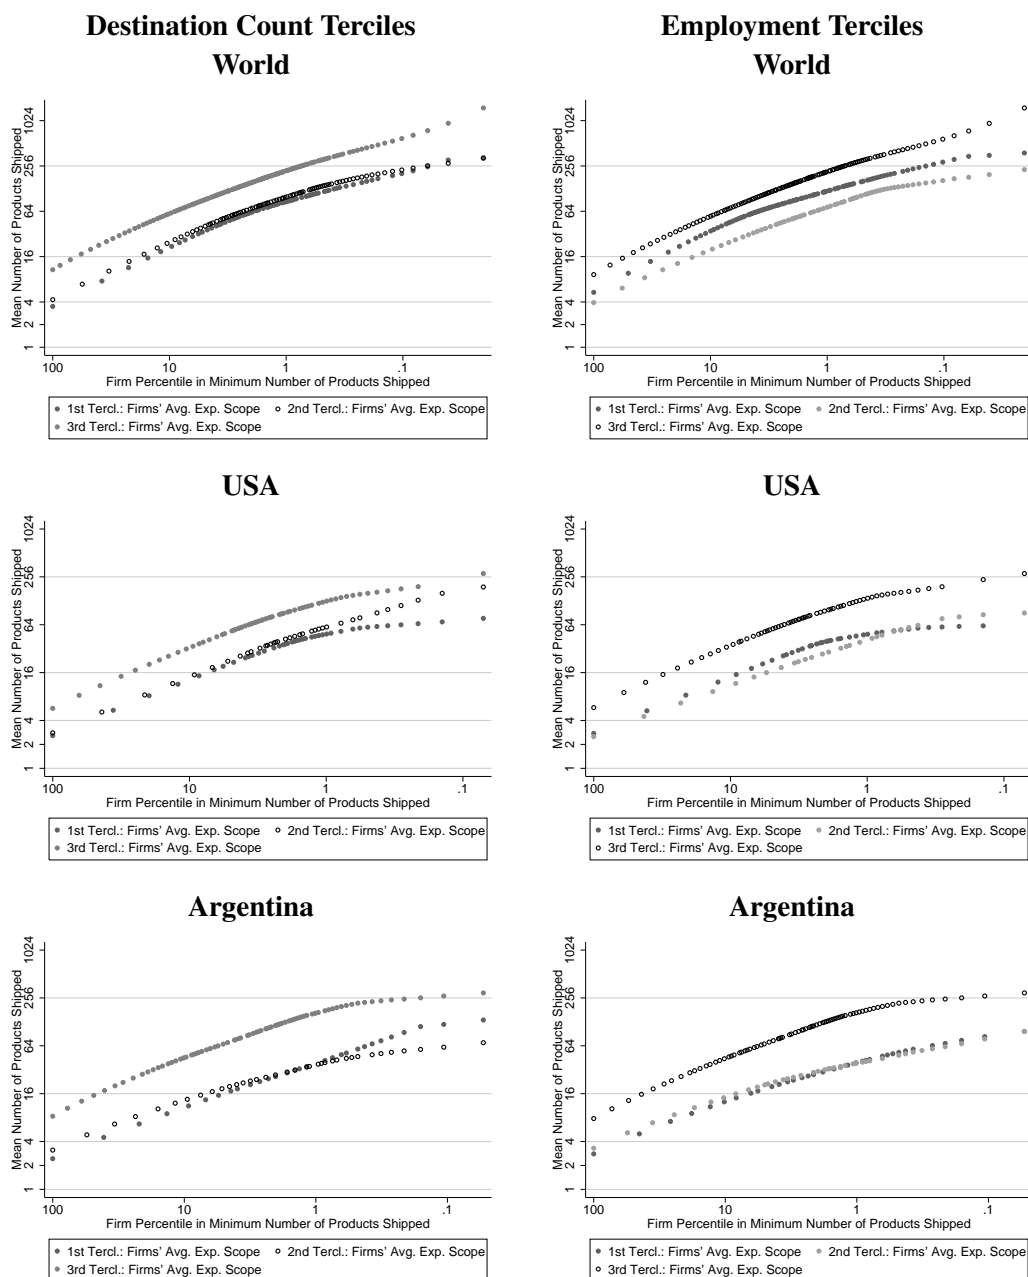 Destination Count Terciles
World
Mean Number of Products Shipped
1 2 4 16 64 256 1024
100 10 1 .1
Firm Percentile in Minimum Number of Products Shipped
1st Tercl.: Firms' Avg. Exp. Scope 2nd Tercl.: Firms' Avg. Exp. Scope
3rd Tercl.: Firms' Avg. Exp. Scope
Employment Terciles
World
Mean Number of Products Shipped
1 2 4 16 64 256 1024
100 10 1 .1
Firm Percentile in Minimum Number of Products Shipped
1st Tercl.: Firms' Avg. Exp. Scope 2nd Tercl.: Firms' Avg. Exp. Scope
3rd Tercl.: Firms' Avg. Exp. Scope
USA
Mean Number of Products Shipped
1 2 4 16 64 256 1024
100 10 1 .1
Firm Percentile in Minimum Number of Products Shipped
1st Tercl.: Firms' Avg. Exp. Scope 2nd Tercl.: Firms' Avg. Exp. Scope
3rd Tercl.: Firms' Avg. Exp. Scope
USA
Mean Number of Products Shipped
1 2 4 16 64 256 1024
100 10 1 .1
Firm Percentile in Minimum Number of Products Shipped
1st Tercl.: Firms' Avg. Exp. Scope 2nd Tercl.: Firms' Avg. Exp. Scope
3rd Tercl.: Firms' Avg. Exp. Scope
Argentina
Mean Number of Products Shipped
1 2 4 16 64 256 1024
100 10 1 .1
Firm Percentile in Minimum Number of Products Shipped
1st Tercl.: Firms' Avg. Exp. Scope 2nd Tercl.: Firms' Avg. Exp. Scope
3rd Tercl.: Firms' Avg. Exp. Scope
Argentina
Mean Number of Products Shipped
1 2 4 16 64 256 1024
100 10 1 .1
Firm Percentile in Minimum Number of Products Shipped
1st Tercl.: Firms' Avg. Exp. Scope 2nd Tercl.: Firms' Avg. Exp. Scope
3rd Tercl.: Firms' Avg. Exp. Scope